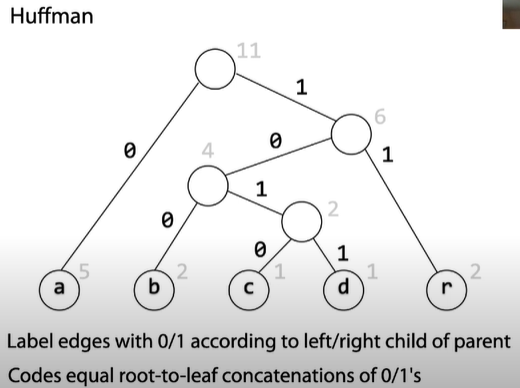 Huffman
11
1
6
0
4
0
1
1
2
0
0
1
a 5
b 2
c 1
d 1
r 2
Label edges with 0/1 according to left/right child of parent
Codes equal root-to-leaf concatenations of 0/1's